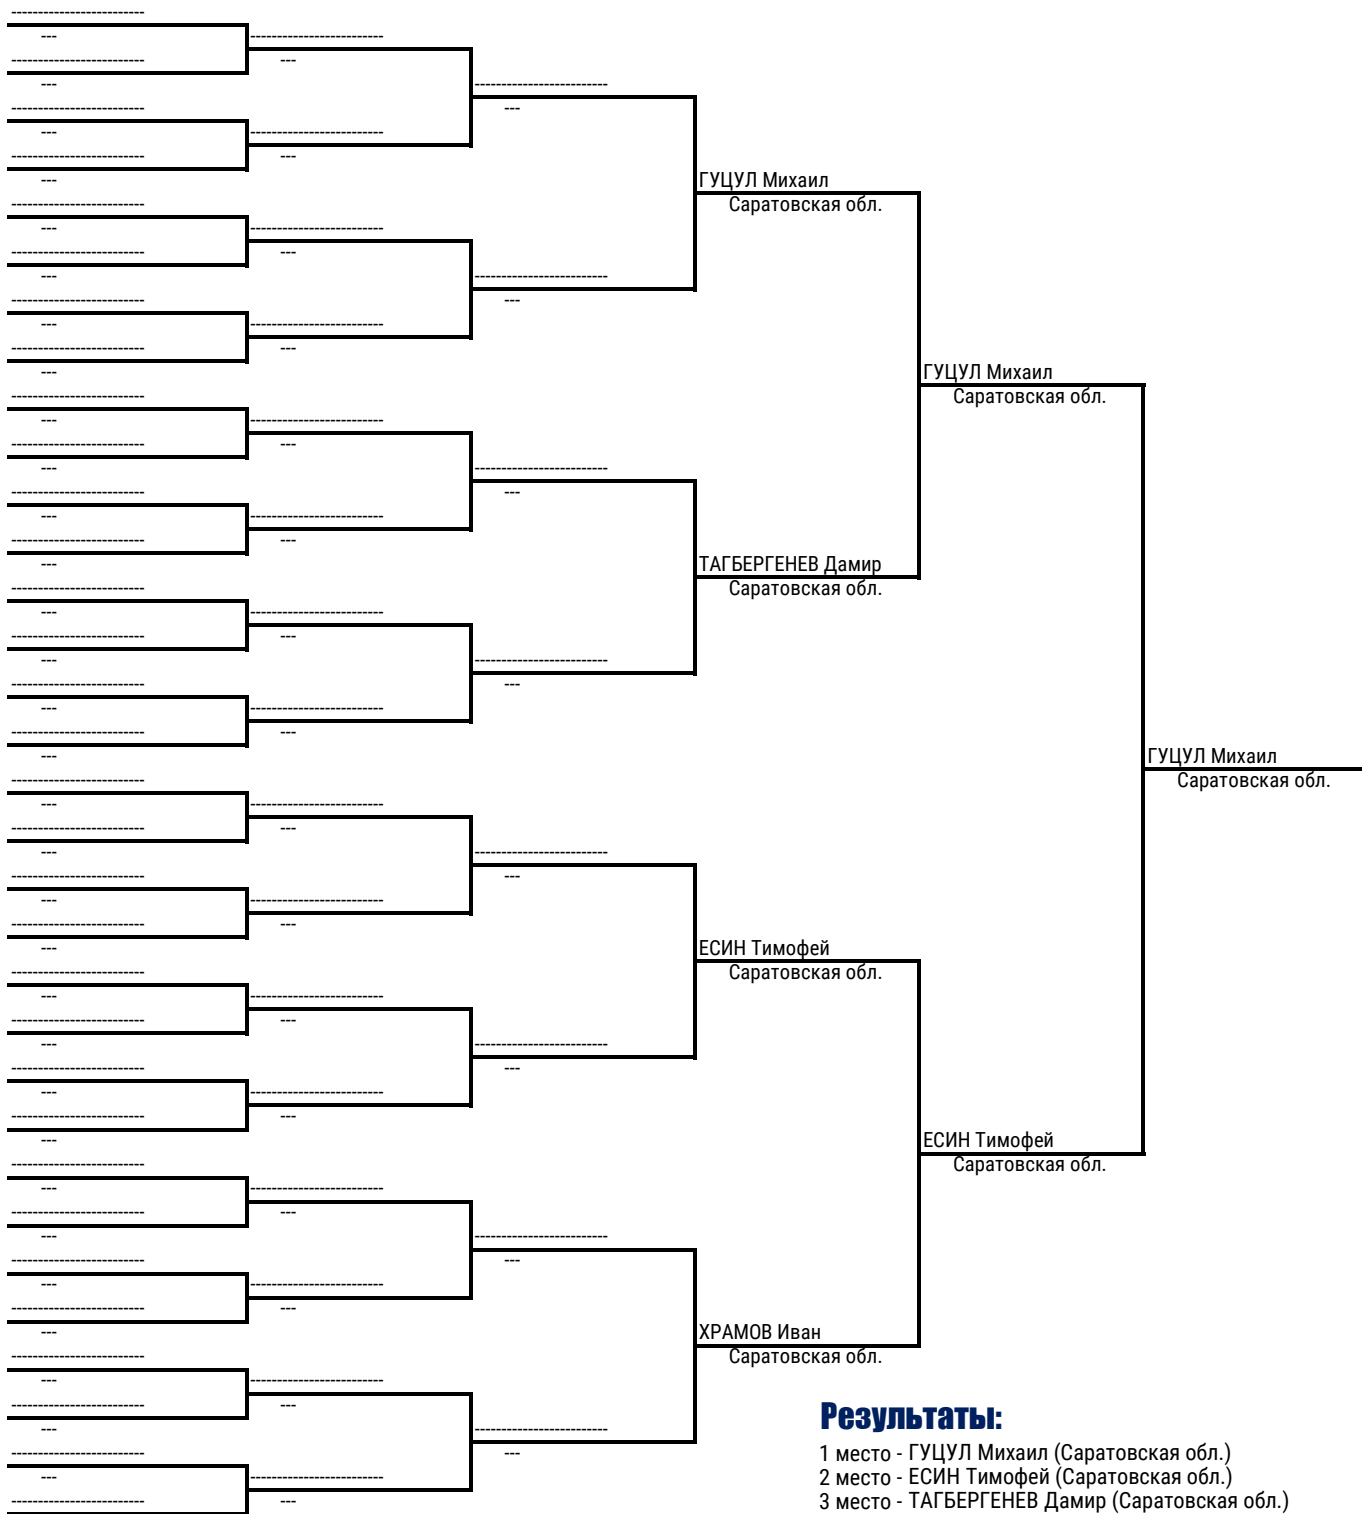 ГУЦУЛ Михаил
Саратовская обл.
ГУЦУЛ Михаил
Саратовская обл.
ТАГБЕРГЕНЕВ Дамир
Саратовская обл.
ГУЦУЛ Михаил
Саратовская обл.
ЕСИН Тимофей
Саратовская обл.
ЕСИН Тимофей
Саратовская обл.
ХРАМОВ Иван
Саратовская обл.
Результаты:
1 место - ГУЦУЛ Михаил (Саратовская обл.)
2 место - ЕСИН Тимофей (Саратовская обл.)
3 место - ТАГБЕРГЕНЕВ Дамир (Саратовская обл.)